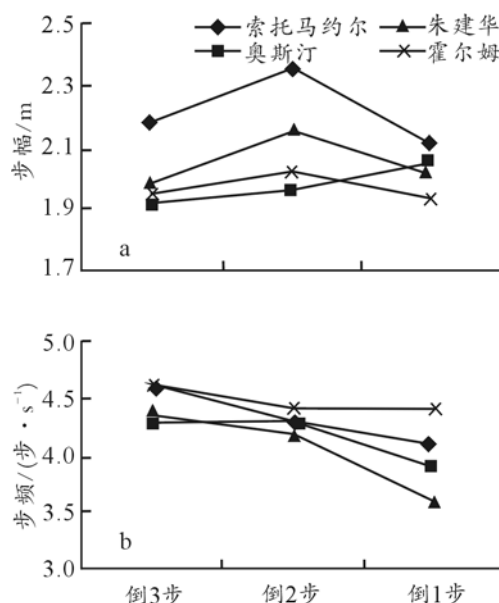 索托马约尔 朱建华
奥斯汀 霍尔姆
步幅/m
2.5
2.3
2.1
1.9
1.7
a
步频/(步·s⁻¹)
5.0
4.5
4.0
3.5
3.0
b
倒3步 倒2步 倒1步